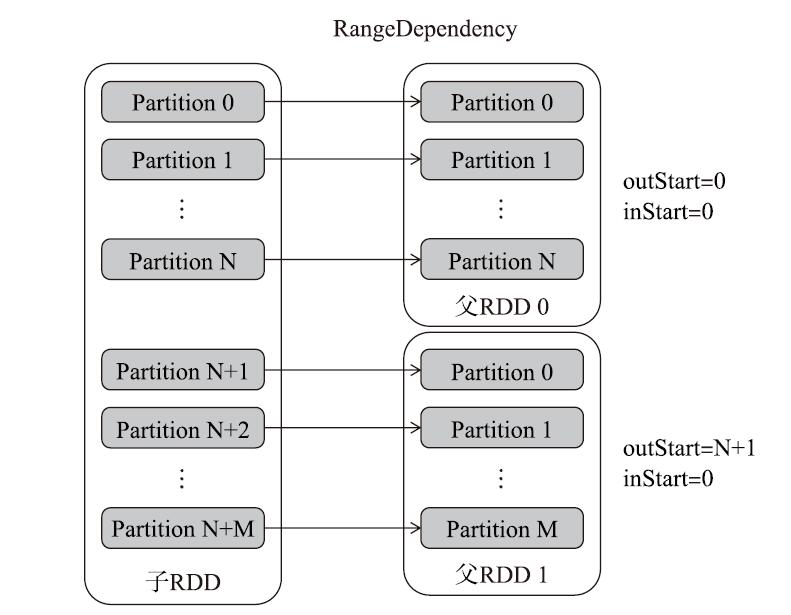 RangeDependency
Partition 0
Partition 0
Partition 1
Partition 1
outStart=0
inStart=0
⋮
⋮
Partition N
Partition N
父RDD 0
Partition N+1
Partition 0
Partition N+2
Partition 1
outStart=N+1
inStart=0
⋮
⋮
Partition N+M
Partition M
子RDD
父RDD 1